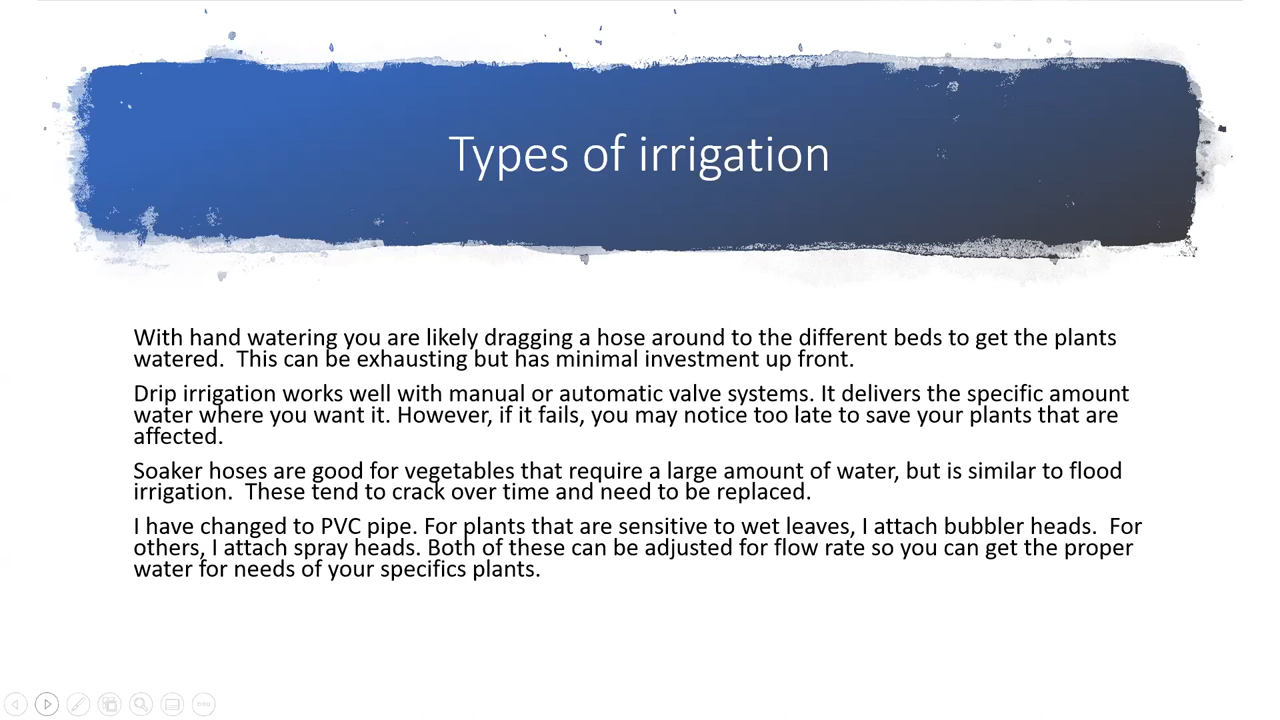 Types of irrigation
With hand watering you are likely dragging a hose around to the different beds to get the plants
watered.  This can be exhausting but has minimal investment up front.
Drip irrigation works well with manual or automatic valve systems. It delivers the specific amount
water where you want it. However, if it fails, you may notice too late to save your plants that are
affected.
Soaker hoses are good for vegetables that require a large amount of water, but is similar to flood
irrigation.  These tend to crack over time and need to be replaced.
I have changed to PVC pipe. For plants that are sensitive to wet leaves, I attach bubbler heads.  For
others, I attach spray heads. Both of these can be adjusted for flow rate so you can get the proper
water for needs of your specifics plants.